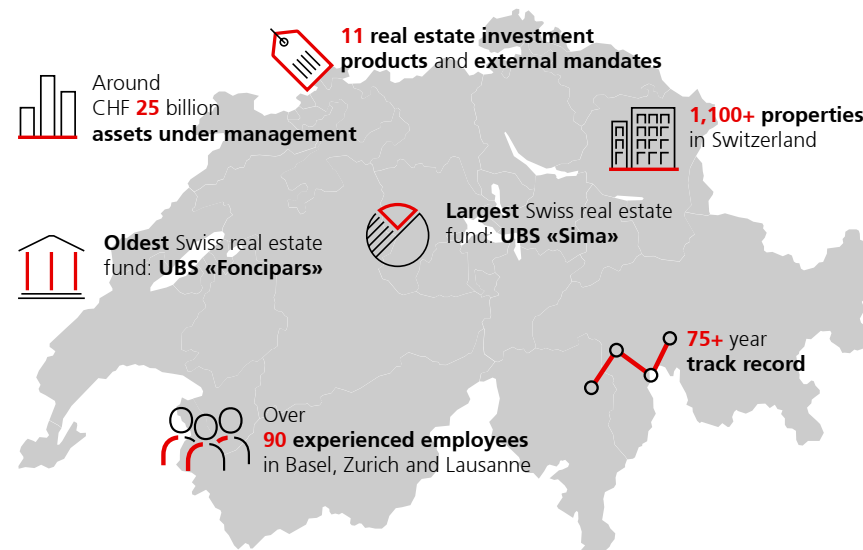 11 real estate investment
products and external mandates
Around
CHF 25 billion
assets under management
1,100+ properties
in Switzerland
Largest Swiss real estate
fund: UBS «Sima»
Oldest Swiss real estate
fund: UBS «Foncipars»
75+ year
track record
Over
90 experienced employees
in Basel, Zurich and Lausanne